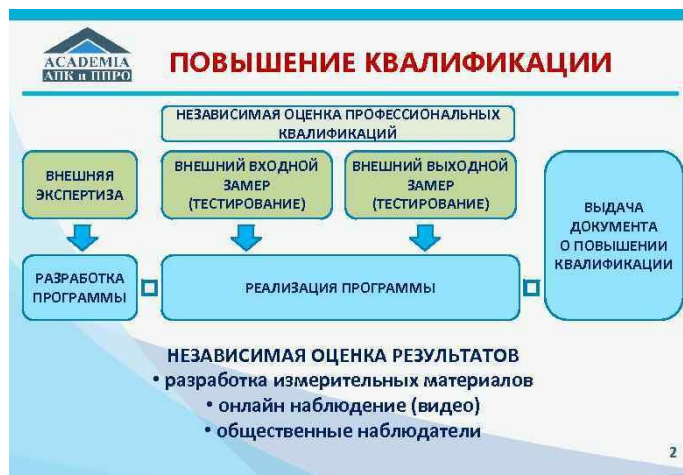 ACADEMIA
АПК и ППРО
ПОВЫШЕНИЕ КВАЛИФИКАЦИИ
НЕЗАВИСИМАЯ ОЦЕНКА ПРОФЕССИОНАЛЬНЫХ
КВАЛИФИКАЦИЙ
ВНЕШНЯЯ
ЭКСПЕРТИЗА
ВНЕШНИЙ ВХОДНОЙ
ЗАМЕР
(ТЕСТИРОВАНИЕ)
ВНЕШНИЙ ВЫХОДНОЙ
ЗАМЕР
(ТЕСТИРОВАНИЕ)
ВЫДАЧА
ДОКУМЕНТА
О ПОВЫШЕНИИ
КВАЛИФИКАЦИИ
РАЗРАБОТКА
ПРОГРАММЫ
РЕАЛИЗАЦИЯ ПРОГРАММЫ
НЕЗАВИСИМАЯ ОЦЕНКА РЕЗУЛЬТАТОВ
• разработка измерительных материалов
• онлайн наблюдение (видео)
• общественные наблюдатели
2